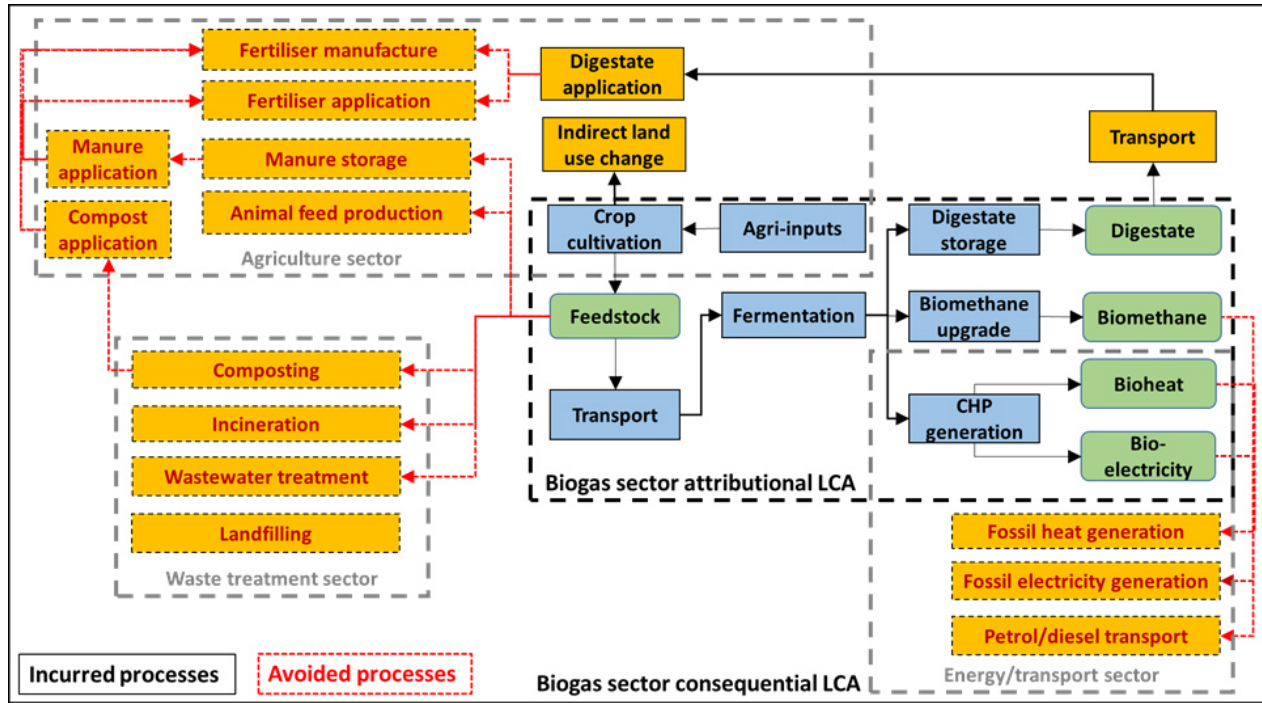 Fertiliser manufacture
Fertiliser application
Manure
application
Manure storage
Compost
application
Animal feed production
Agriculture sector
Digestate
application
Indirect land
use change
Transport
Crop
cultivation
Agri-inputs
Digestate
storage
Digestate
Feedstock
Fermentation
Biomethane
upgrade
Biomethane
Transport
CHP
generation
Bioheat
Bio-
electricity
Biogas sector attributional LCA
Composting
Incineration
Wastewater treatment
Landfilling
Waste treatment sector
Fossil heat generation
Fossil electricity generation
Petrol/diesel transport
Energy/transport sector
Incurred processes
Avoided processes
Biogas sector consequential LCA